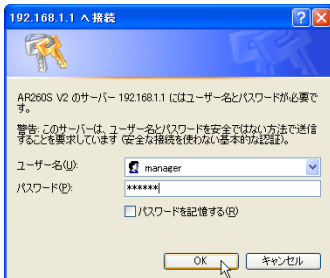 192.168.1.1 へ接続
AR260S V2 のサーバー 192.168.1.1 にはユーザー名とパスワードが必要で
す。
警告: このサーバーは、ユーザー名とパスワードを安全ではない方法で送信
することを要求しています (安全な接続を使わない基本的な認証)。
ユーザー名(U):
manager
パスワード(P):
******
パスワードを記憶する(R)
OK
キャンセル